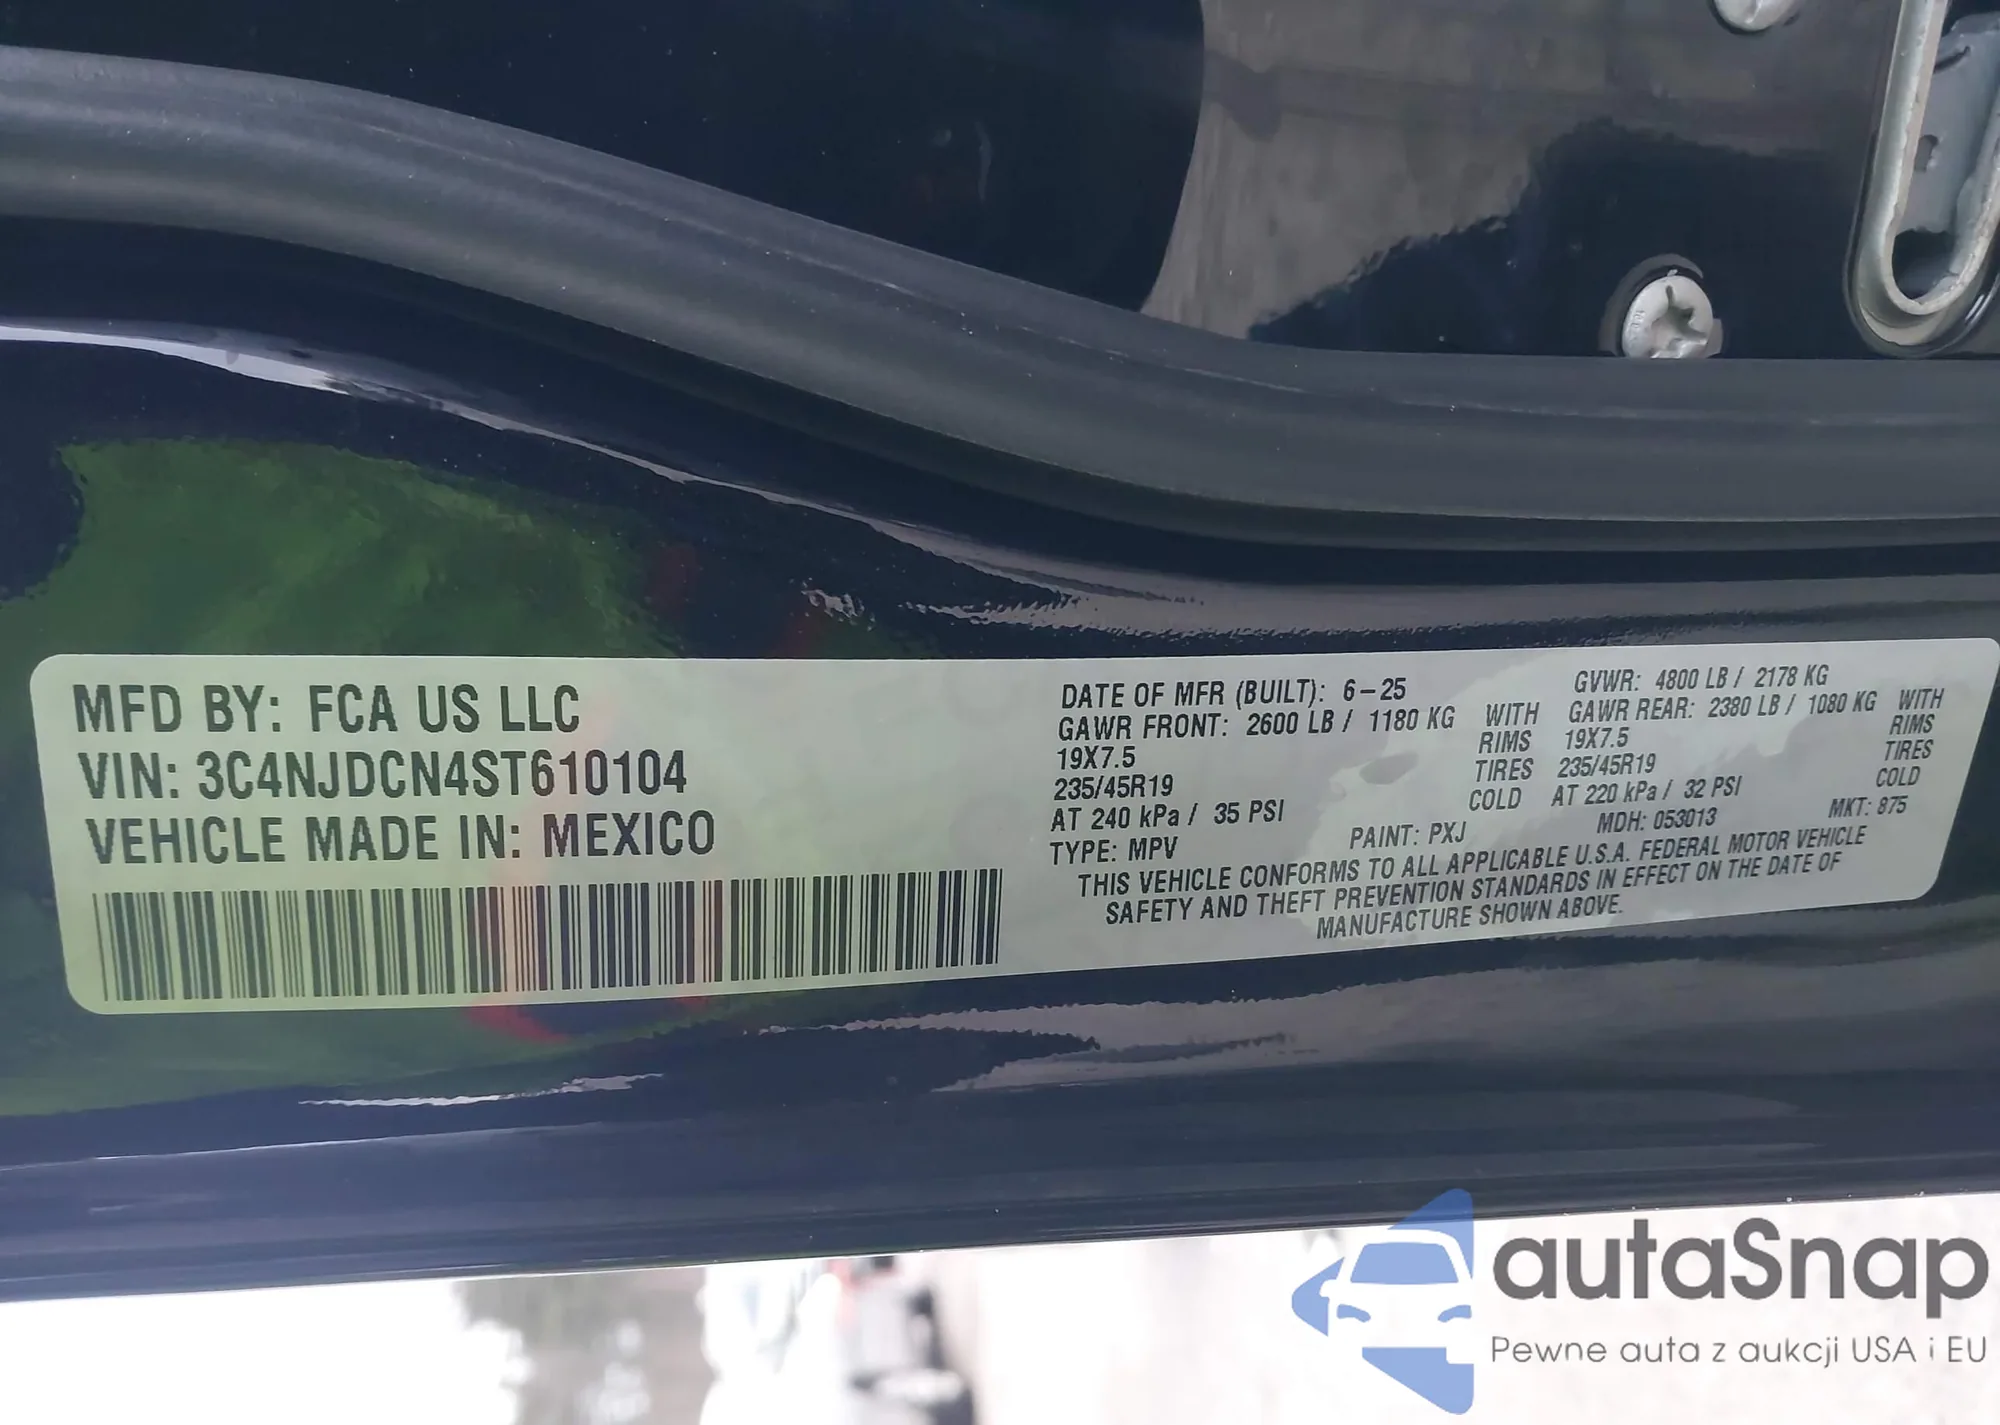 MFD BY: FCA US LLC
VIN: 3C4NJDCN4ST610104
VEHICLE MADE IN: MEXICO
DATE OF MFR (BUILT): 6-25 GVWR: 4800 LB / 2178 KG
GAWR FRONT: 2600 LB / 1180 KG WITH GAWR REAR: 2380 LB / 1080 KG WITH
19X7.5 RIMS 19X7.5 RIMS
235/45R19 TIRES 235/45R19 TIRES
AT 240 kPa / 35 PSI COLD AT 220 kPa / 32 PSI COLD
TYPE: MPV PAINT: PXJ MDH: 053013 MKT: 875
THIS VEHICLE CONFORMS TO ALL APPLICABLE U.S.A. FEDERAL MOTOR VEHICLE
SAFETY AND THEFT PREVENTION STANDARDS IN EFFECT ON THE DATE OF
MANUFACTURE SHOWN ABOVE.
autaSnap
Pewne auta z aukcji USA i EU